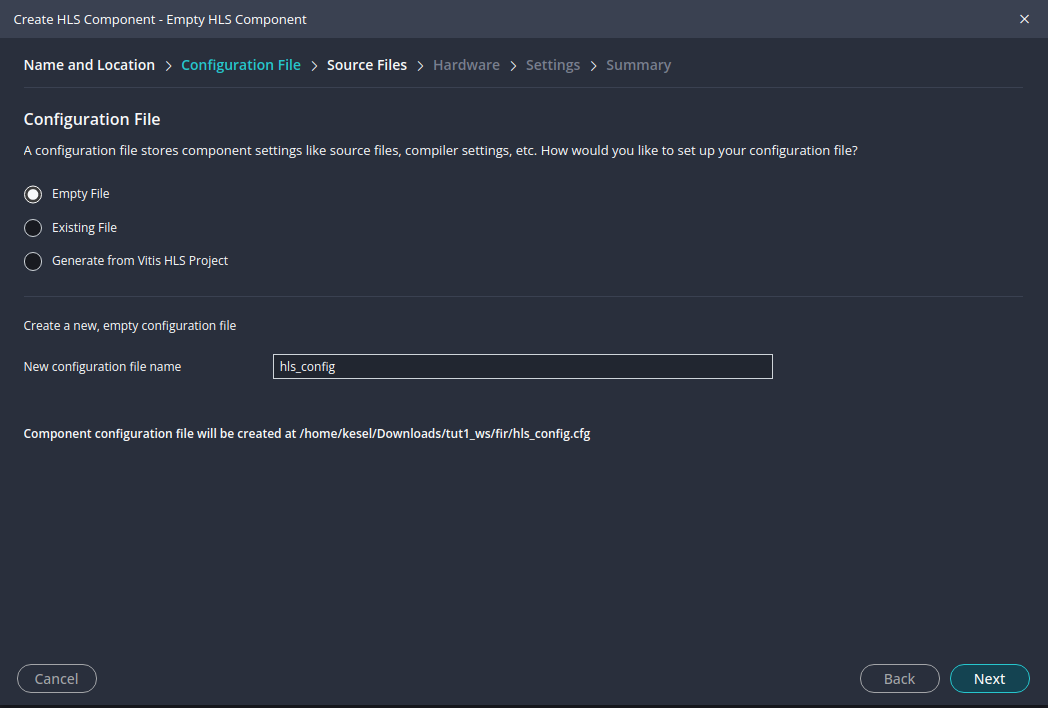 Create HLS Component - Empty HLS Component
Name and Location > Configuration File > Source Files > Hardware > Settings > Summary
Configuration File
A configuration file stores component settings like source files, compiler settings, etc. How would you like to set up your configuration file?
Empty File
Existing File
Generate from Vitis HLS Project
Create a new, empty configuration file
New configuration file name hls_config
Component configuration file will be created at /home/kesel/Downloads/tut1_ws/fir/hls_config.cfg
Cancel Back Next